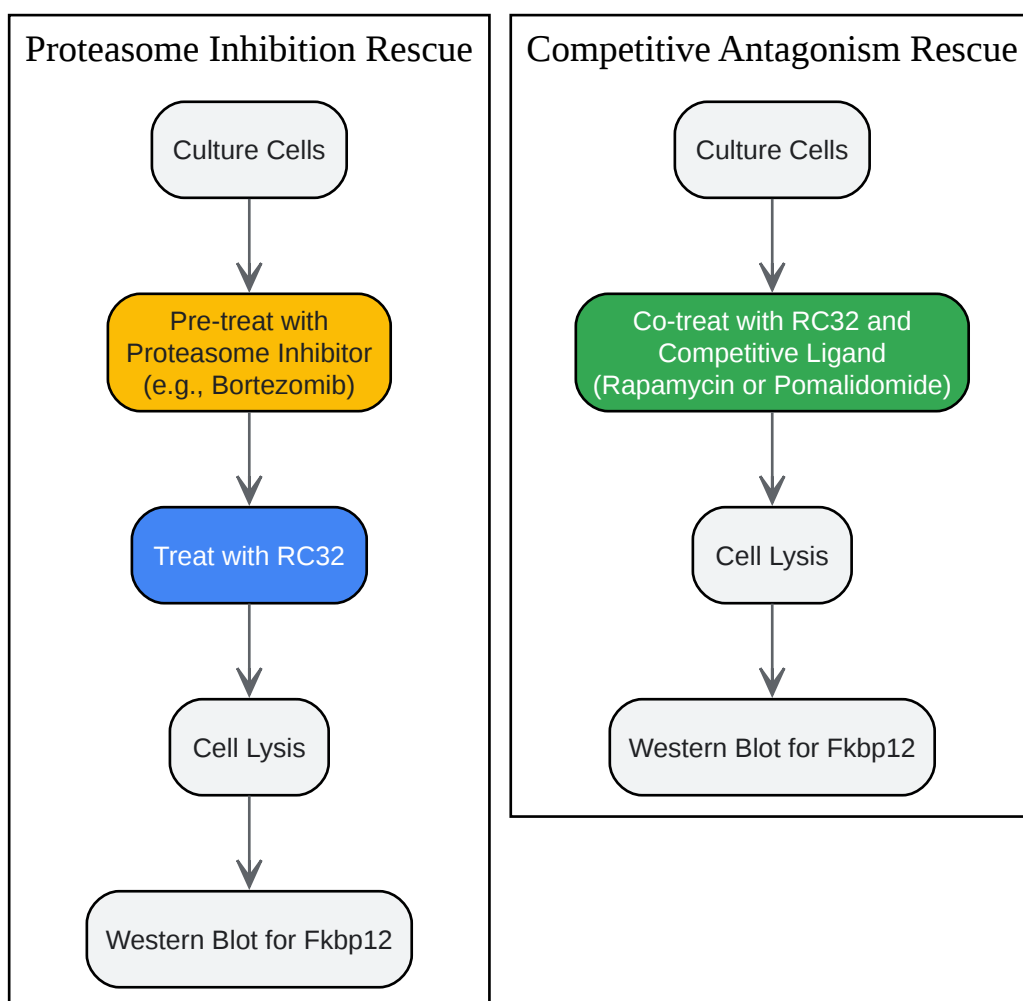 Proteasome Inhibition Rescue
Culture Cells
Pre-treat with
Proteasome Inhibitor
(e.g., Bortezomib)
Treat with RC32
Cell Lysis
Western Blot for Fkbp12
Competitive Antagonism Rescue
Culture Cells
Co-treat with RC32 and
Competitive Ligand
(Rapamycin or Pomalidomide)
Cell Lysis
Western Blot for Fkbp12